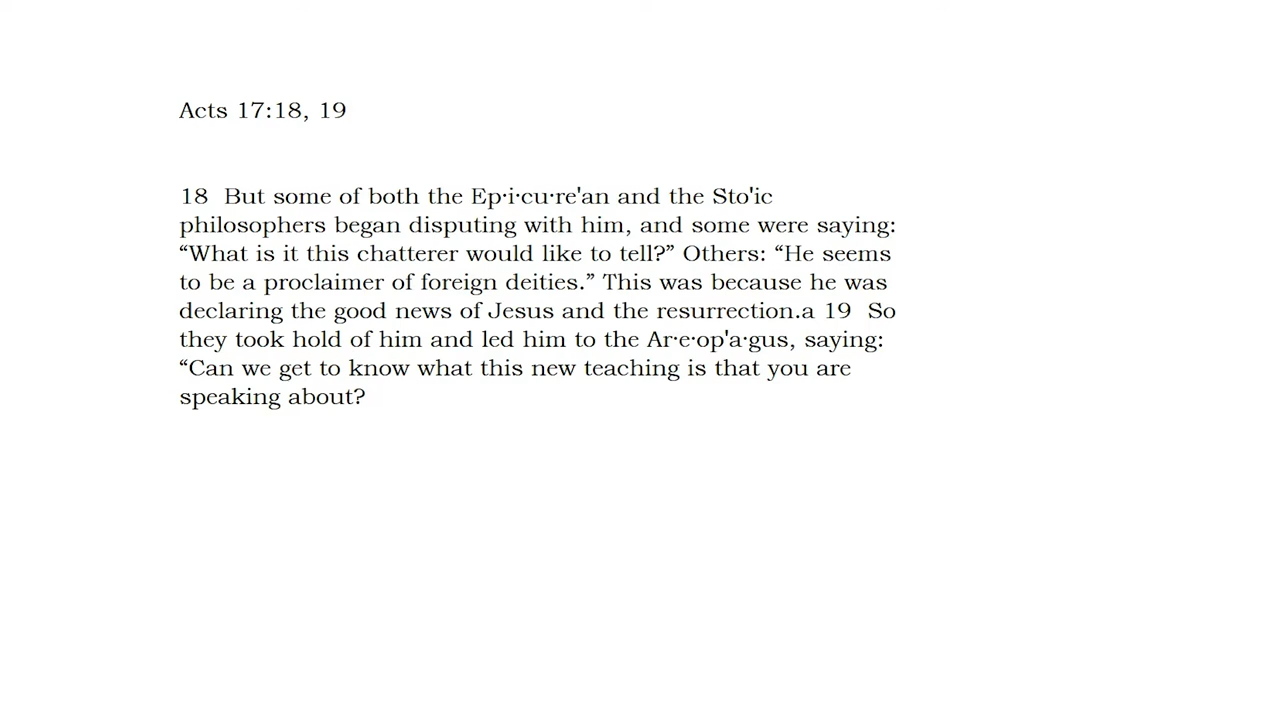 Acts 17:18, 19
18  But some of both the Ep·i·cu·re'an and the Sto'ic
philosophers began disputing with him, and some were saying:
“What is it this chatterer would like to tell?” Others: “He seems
to be a proclaimer of foreign deities.” This was because he was
declaring the good news of Jesus and the resurrection.a 19  So
they took hold of him and led him to the Ar·e·op'a·gus, saying:
“Can we get to know what this new teaching is that you are
speaking about?